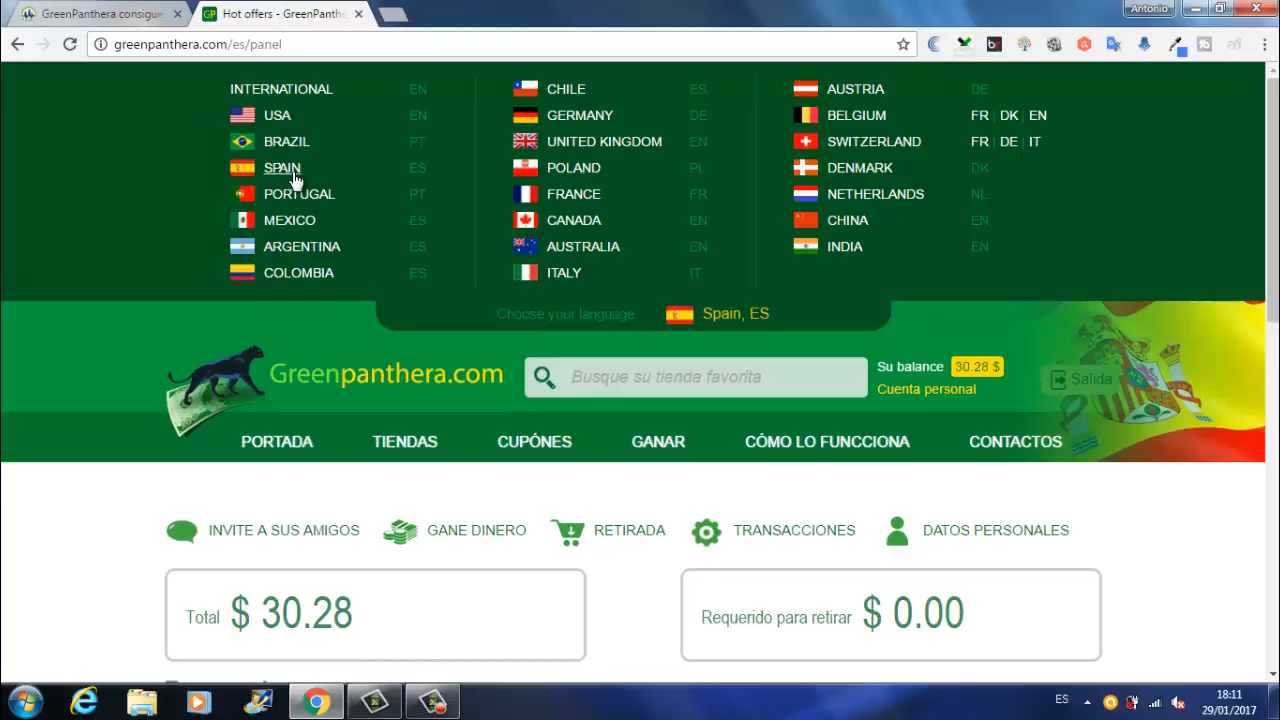 GreenPanthera consigue
Hot offers - GreenPanthe
Antonio
greenpanthera.com/es/panel
INTERNATIONAL EN
USA EN
BRAZIL PT
SPAIN ES
PORTUGAL PT
MEXICO ES
ARGENTINA ES
COLOMBIA ES
CHILE ES
GERMANY DE
UNITED KINGDOM EN
POLAND PL
FRANCE FR
CANADA EN
AUSTRALIA EN
ITALY IT
AUSTRIA DE
BELGIUM FR | DK | EN
SWITZERLAND FR | DE | IT
DENMARK DK
NETHERLANDS NL
CHINA EN
INDIA EN
Choose your language Spain, ES
Greenpanthera.com
Busque su tienda favorita
Su balance 30.28 $
Cuenta personal
Salida
PORTADA TIENDAS CUPÓNES GANAR CÓMO LO FUNCCIONA CONTACTOS
INVITE A SUS AMIGOS GANE DINERO RETIRADA TRANSACCIONES DATOS PERSONALES
Total $ 30.28
Requerido para retirar $ 0.00
ES
18:11
29/01/2017